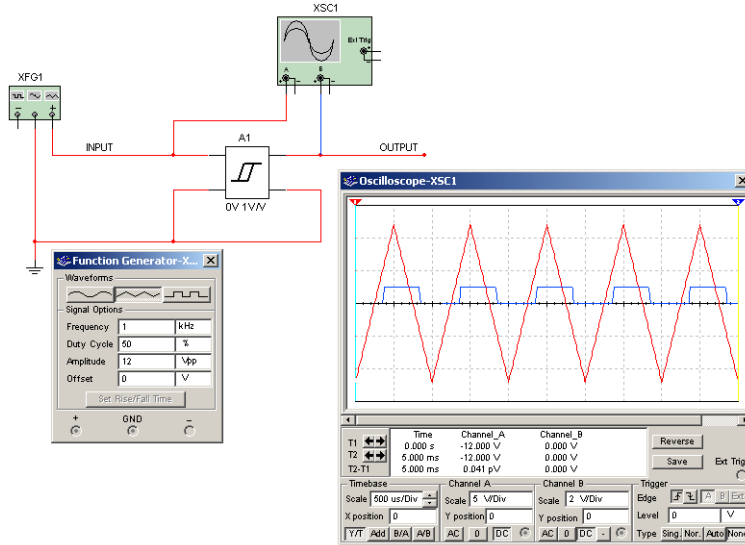 XSC1
Ext Trig
+
-
A
B
+ - + -
XFG1
- +
INPUT
A1
OUTPUT
0V 1V/V
Function Generator-X...
Waveforms
Signal Options
Frequency 1 kHz
Duty Cycle 50 %
Amplitude 12 Vpp
Offset 0 V
Set Rise/Fall Time
+ GND -
Oscilloscope-XSC1
1 2
Time Channel_A Channel_B
T1 0.000 s -12.000 V 0.000 V
T2 5.000 ms -12.000 V 0.000 V
T2-T1 5.000 ms 0.041 pV 0.000 V
Reverse
Save
Ext Trig
Timebase
Scale 500 us/Div
X position 0
Y/T Add B/A A/B
Channel A
Scale 5 V/Div
Y position 0
AC 0 DC
Channel B
Scale 2 V/Div
Y position 0
AC 0 DC -
Trigger
Edge A B Ext
Level 0 V
Type Sing. Nor. Auto None